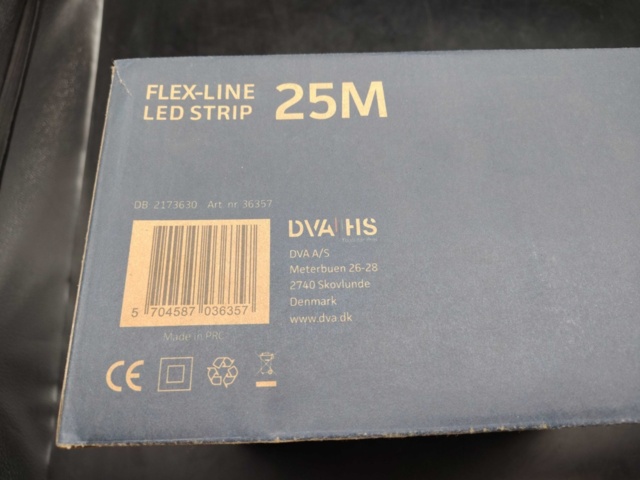 FLEX-LINE
LED STRIP
25M
DB. 2173630 Art. nr. 36357
5 704587 036357
Made in PRC
DVA HS
DVA A/S
Meterbuen 26-28
2740 Skovlunde
Denmark
www.dva.dk
CE